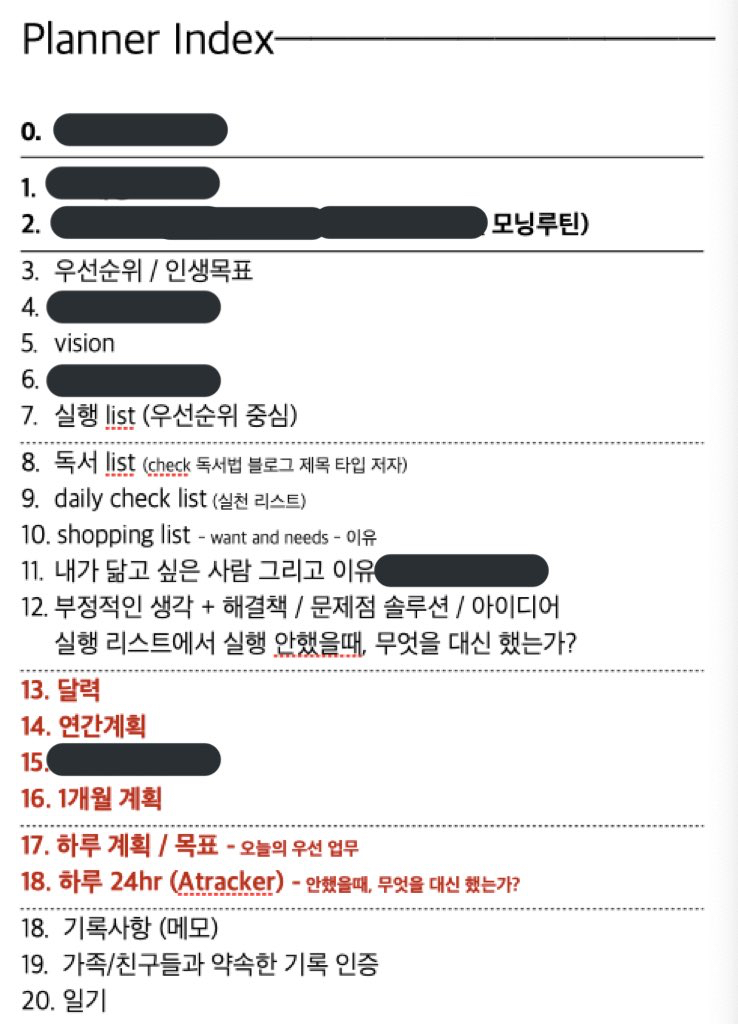 Planner Index
0.
1.
2. 모닝루틴)
3. 우선순위 / 인생목표
4.
5. vision
6.
7. 실행 list (우선순위 중심)
8. 독서 list (check 독서법 블로그 제목 타입 저자)
9. daily check list (실천 리스트)
10. shopping list - want and needs - 이유
11. 내가 닮고 싶은 사람 그리고 이유
12. 부정적인 생각 + 해결책 / 문제점 솔루션 / 아이디어
실행 리스트에서 실행 안했을때, 무엇을 대신 했는가?
13. 달력
14. 연간계획
15.
16. 1개월 계획
17. 하루 계획 / 목표 - 오늘의 우선 업무
18. 하루 24hr (Atracker) - 안했을때, 무엇을 대신 했는가?
18. 기록사항 (메모)
19. 가족/친구들과 약속한 기록 인증
20. 일기